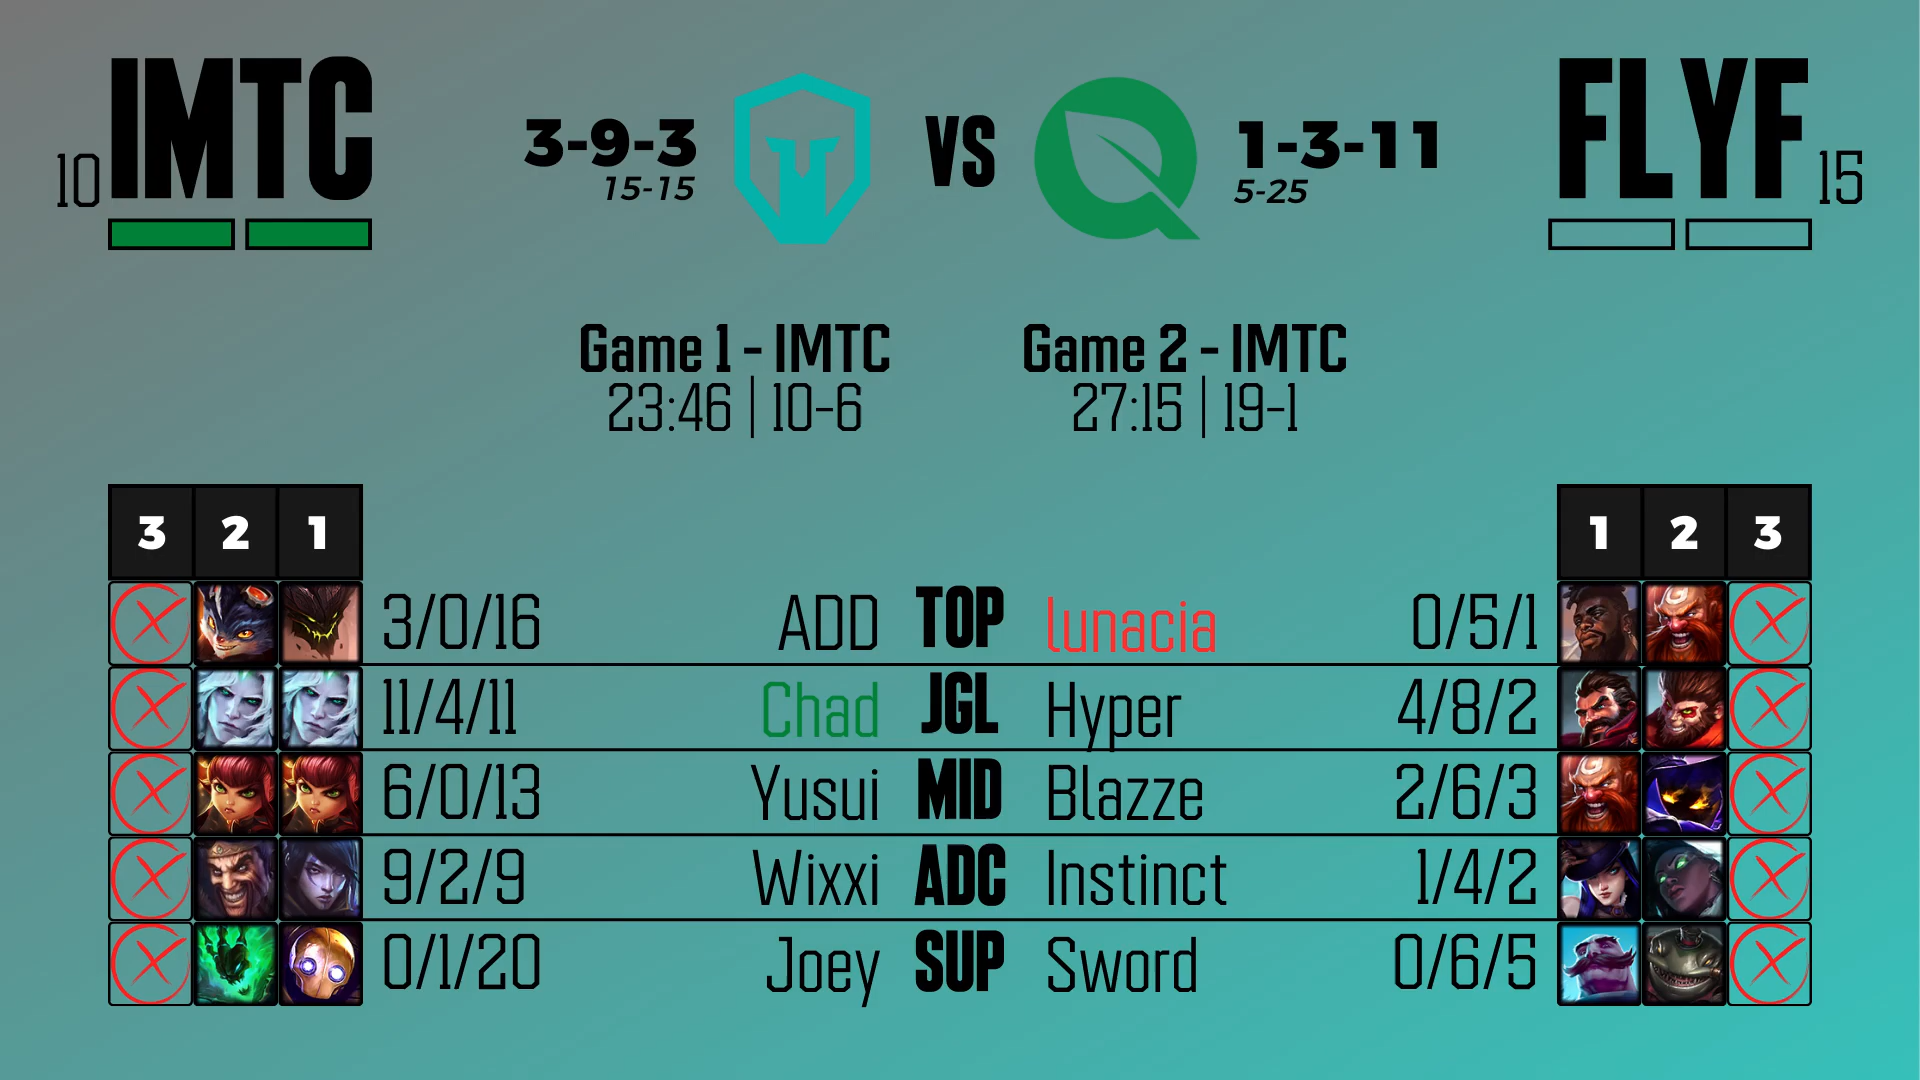 10 IMTC 3-9-3 VS 1-3-11 FLYF 15
15-15 5-25
Game 1 - IMTC Game 2 - IMTC
23:46 | 10-6 27:15 | 19-1
3 2 1 1 2 3
3/0/16 ADD TOP lunacia 0/5/1
11/4/11 Chad JGL Hyper 4/8/2
6/0/13 Yusui MID Blazze 2/6/3
9/2/9 Wixxi ADC Instinct 1/4/2
0/1/20 Joey SUP Sword 0/6/5